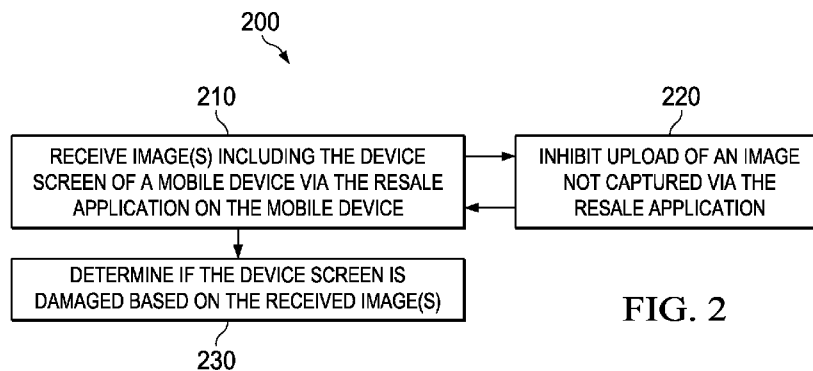 200
210
220
RECEIVE IMAGE(S) INCLUDING THE DEVICE
SCREEN OF A MOBILE DEVICE VIA THE RESALE
APPLICATION ON THE MOBILE DEVICE
INHIBIT UPLOAD OF AN IMAGE
NOT CAPTURED VIA THE
RESALE APPLICATION
DETERMINE IF THE DEVICE SCREEN IS
DAMAGED BASED ON THE RECEIVED IMAGE(S)
230
FIG. 2